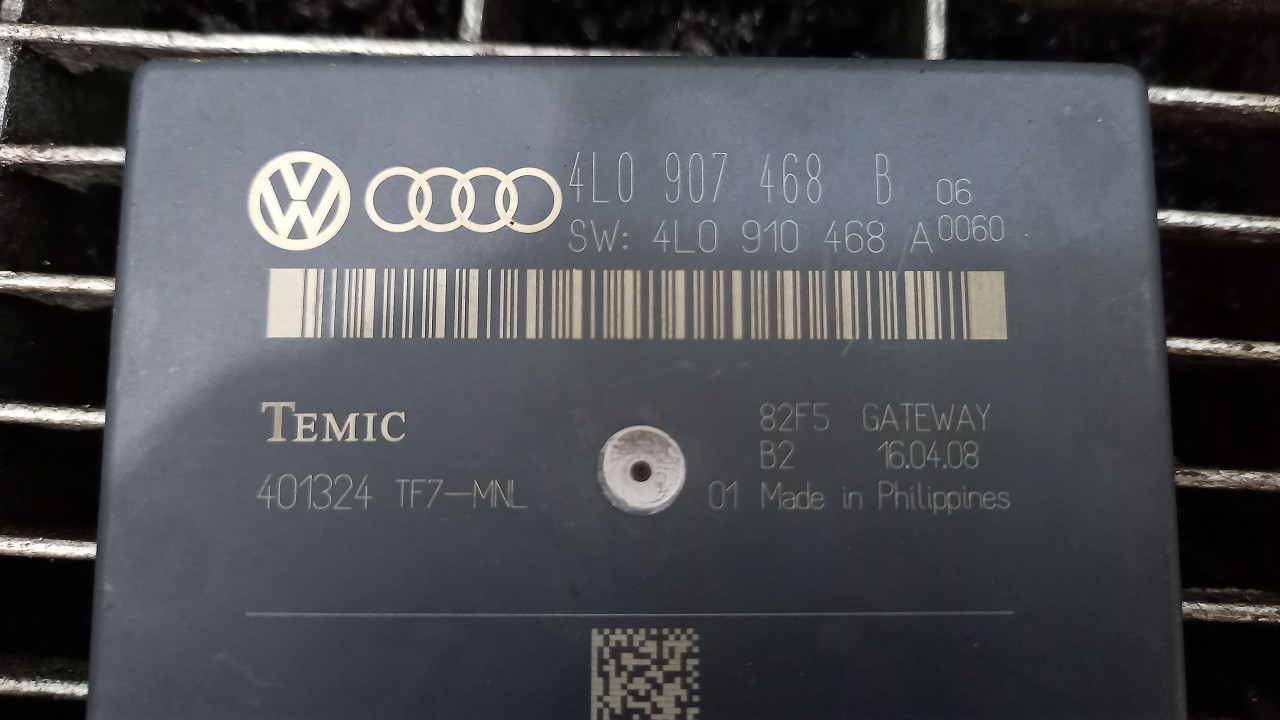 4L0 907 468 B 06
SW: 4L0 910 468 A 0060
TEMIC
82F5 GATEWAY
B2 16.04.08
401324 TF7-MNL
01 Made in Philippines